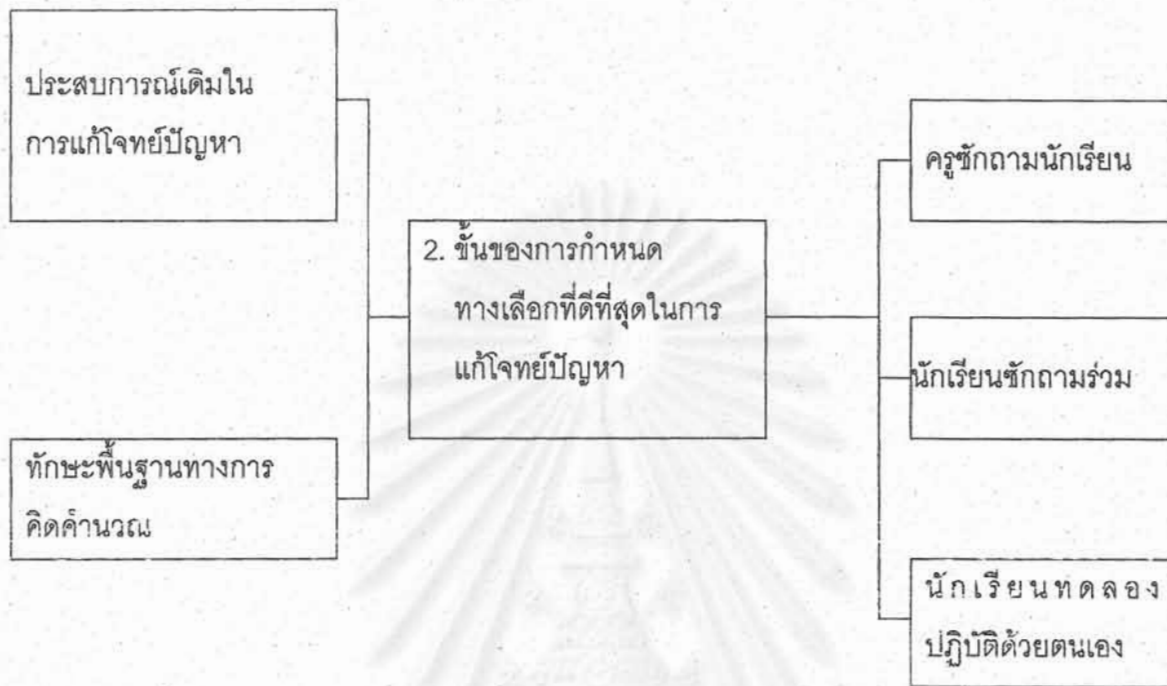 ประสบการณ์เดิมใน
การแก้โจทย์ปัญหา
ทักษะพื้นฐานทางการ
คิดคำนวณ
2. ขั้นของการกำหนด
ทางเลือกที่ดีที่สุดในการ
แก้โจทย์ปัญหา
ครูซักถามนักเรียน
นักเรียนซักถามร่วม
นักเรียนทดลอง
ปฏิบัติด้วยตนเอง